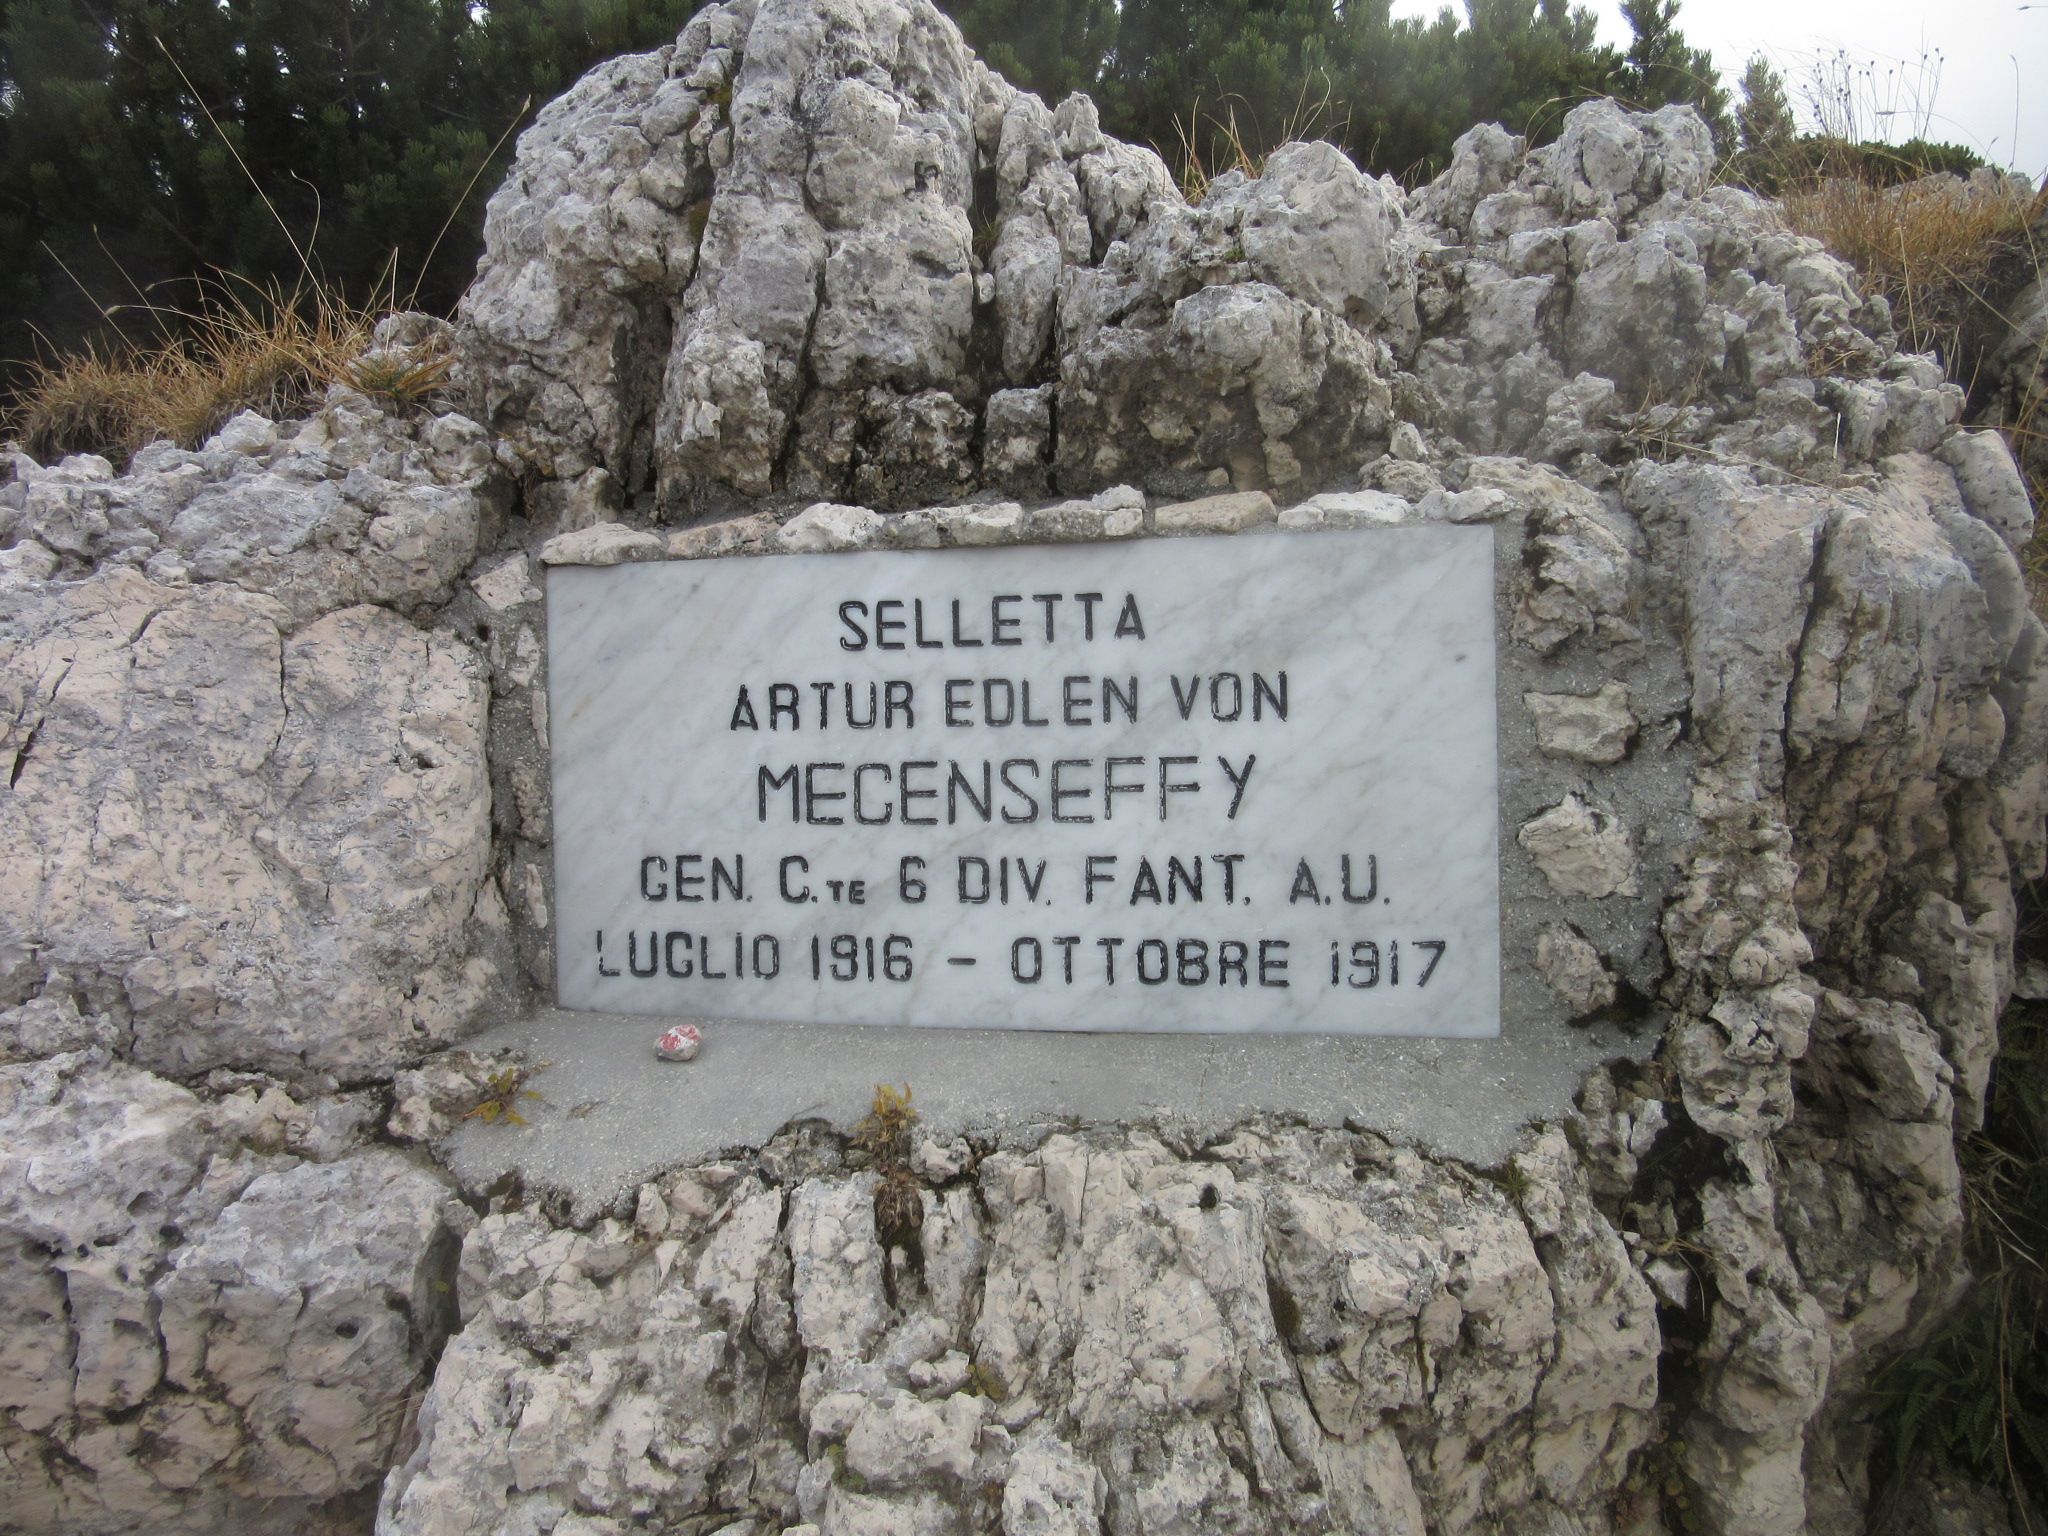 SELLETTA
ARTUR EDLEN VON
MECENSEFFY
GEN. C.TE 6 DIV. FANT. A.U.
LUGLIO 1916 - OTTOBRE 1917